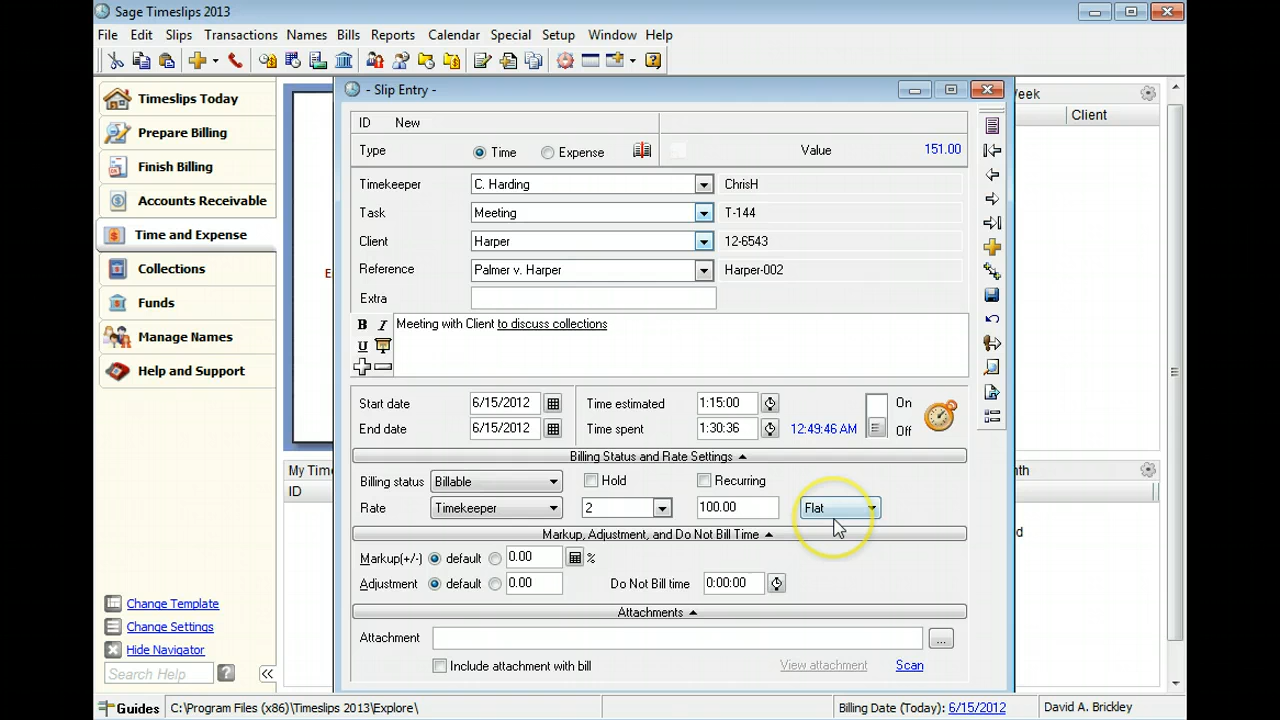 Sage Timeslips 2013
File Edit Slips Transactions Names Bills Reports Calendar Special Setup Window Help
Timeslips Today
Prepare Billing
Finish Billing
Accounts Receivable
Time and Expense
Collections
Funds
Manage Names
Help and Support
Change Template
Change Settings
Hide Navigator
Search Help
E
My Time
ID
- Slip Entry -
ID New
Type Time Expense Value 151.00
Timekeeper C. Harding ChrisH
Task Meeting T-144
Client Harper 12-6543
Reference Palmer v. Harper Harper-002
Extra
B I
U
Meeting with Client to discuss collections
Start date 6/15/2012 Time estimated 1:15:00 On
End date 6/15/2012 Time spent 1:30:36 12:49:46 AM Off
Billing Status and Rate Settings
Billing status Billable Hold Recurring
Rate Timekeeper 2 100.00 Flat
Markup, Adjustment, and Do Not Bill Time
Markup(+/-) default 0.00 %
Adjustment default 0.00 Do Not Bill time 0:00:00
Attachments
Attachment ...
Include attachment with bill View attachment Scan
Week
Client
nth
d
Guides C:\Program Files (x86)\Timeslips 2013\Explore\ Billing Date (Today): 6/15/2012 David A. Brickley